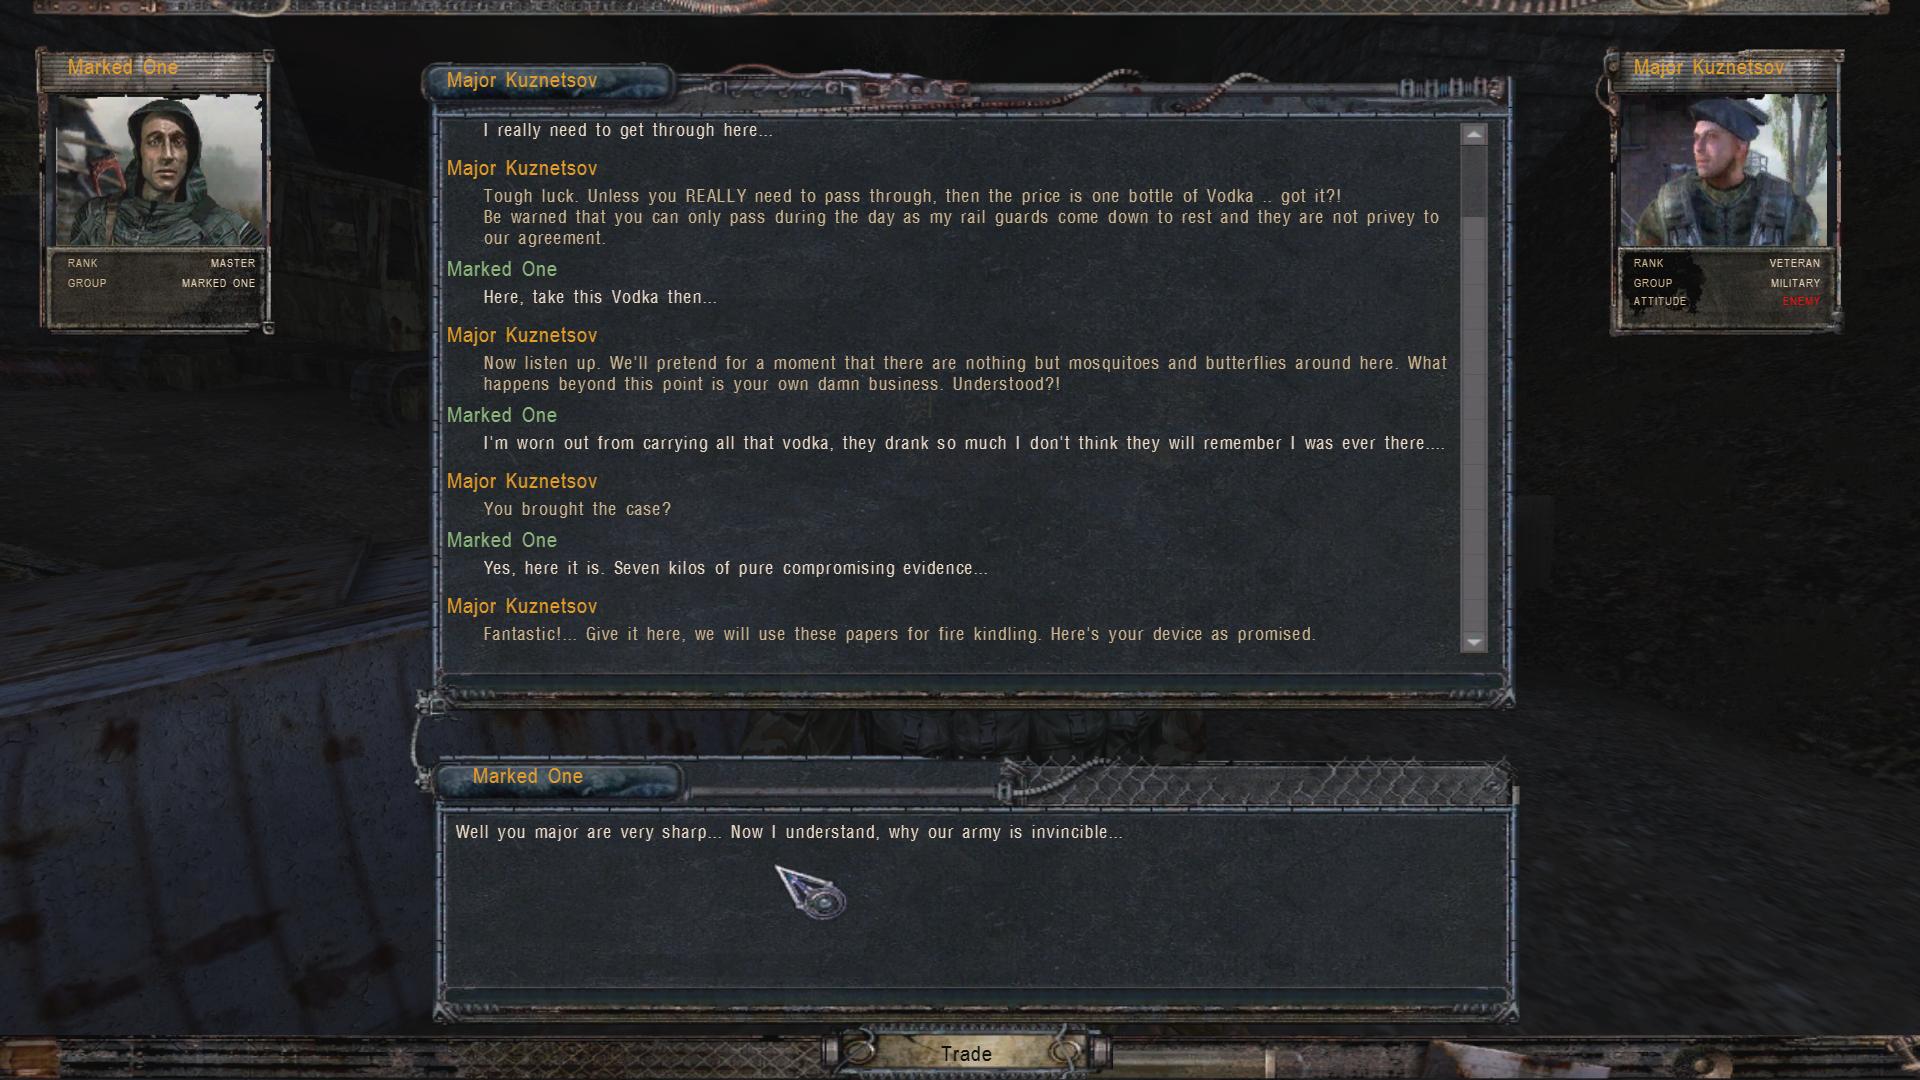 Marked One
RANK MASTER
GROUP MARKED ONE
Major Kuznetsov
I really need to get through here...
Major Kuznetsov
Tough luck. Unless you REALLY need to pass through, then the price is one bottle of Vodka .. got it?!
Be warned that you can only pass during the day as my rail guards come down to rest and they are not privey to
our agreement.
Marked One
Here, take this Vodka then...
Major Kuznetsov
Now listen up. We'll pretend for a moment that there are nothing but mosquitoes and butterflies around here. What
happens beyond this point is your own damn business. Understood?!
Marked One
I'm worn out from carrying all that vodka, they drank so much I don't think they will remember I was ever there....
Major Kuznetsov
You brought the case?
Marked One
Yes, here it is. Seven kilos of pure compromising evidence...
Major Kuznetsov
Fantastic!... Give it here, we will use these papers for fire kindling. Here's your device as promised.
Major Kuznetsov
RANK VETERAN
GROUP MILITARY
ATTITUDE ENEMY
Marked One
Well you major are very sharp... Now I understand, why our army is invincible...
Trade